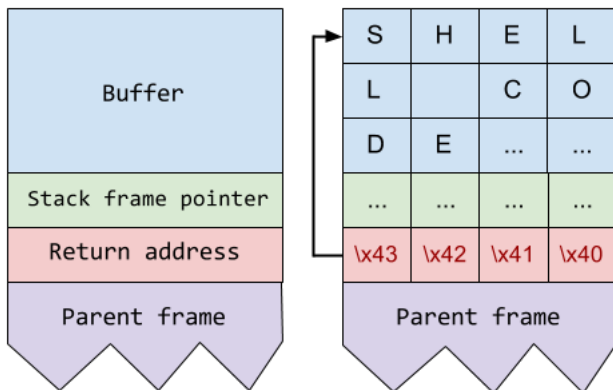 Buffer
Stack frame pointer
Return address
Parent frame
S H E L
L C O
D E ... ...
... ... ... ...
\x43 \x42 \x41 \x40
Parent frame